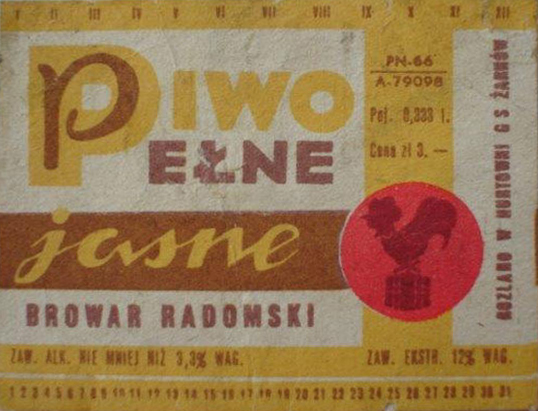 I II III IV V VI VII VIII IX X XI XII
PIWO
PEŁNE
jasne
BROWAR RADOMSKI
PN-66
A-79098
Poj. 0,333 l.
Cena zł 3.—
ROZLANO W HURTOWNI GS ŻARNÓW
ZAW. ALK. NIE MNIEJ NIŻ 3,3% WAG.
ZAW. EKSTR. 12% WAG.
1 2 3 4 5 6 7 8 9 10 11 12 13 14 15 16 17 18 19 20 21 22 23 24 25 26 27 28 29 30 31